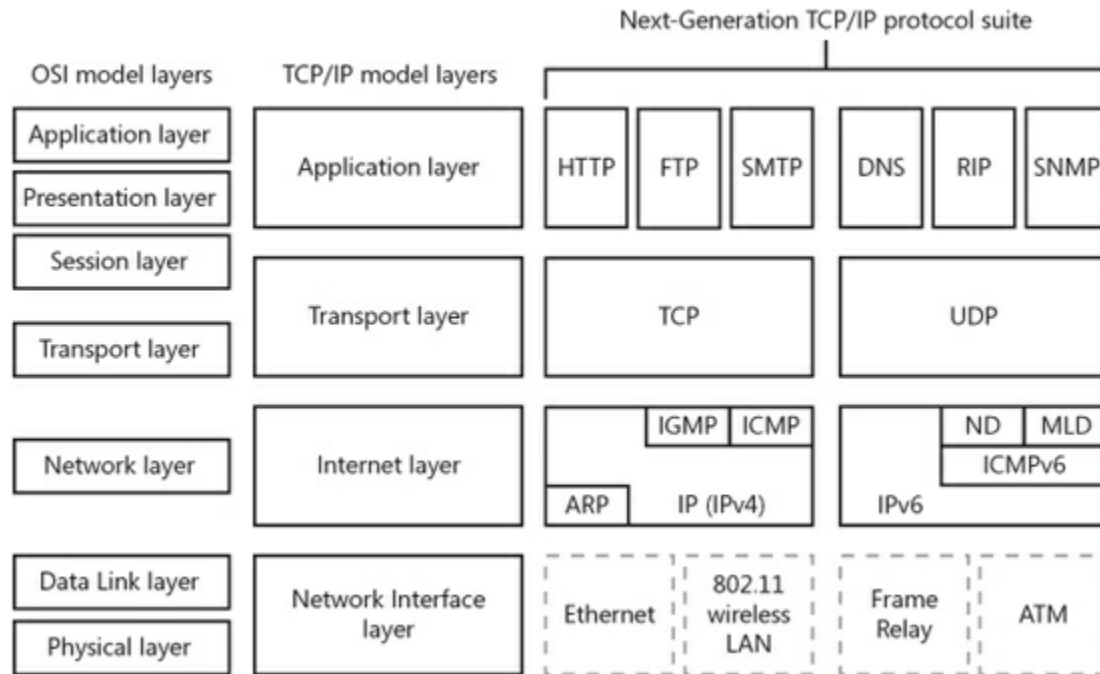 Next-Generation TCP/IP protocol suite
OSI model layers
TCP/IP model layers
Application layer
Presentation layer
Session layer
Transport layer
Network layer
Data Link layer
Physical layer
Application layer
Transport layer
Internet layer
Network Interface
layer
HTTP
FTP
SMTP
DNS
RIP
SNMP
TCP
UDP
IGMP
ICMP
ARP
IP (IPv4)
ND
MLD
ICMPv6
IPv6
Ethernet
802.11
wireless
LAN
Frame
Relay
ATM